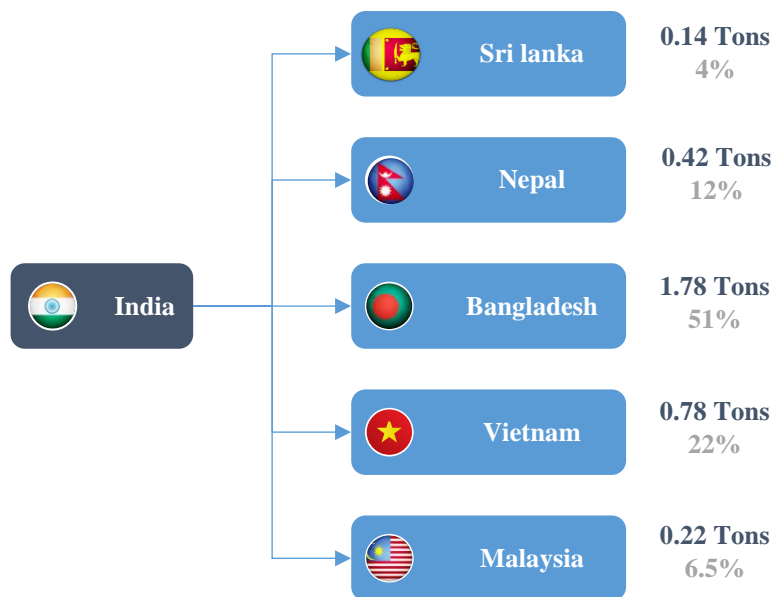 Sri lanka
0.14 Tons
4%
Nepal
0.42 Tons
12%
India
Bangladesh
1.78 Tons
51%
Vietnam
0.78 Tons
22%
Malaysia
0.22 Tons
6.5%